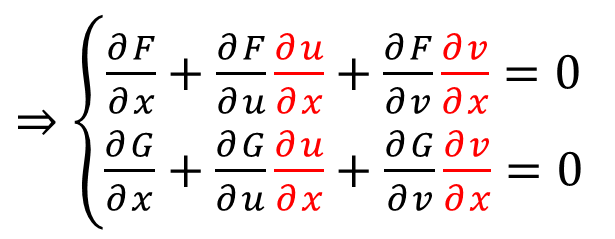 ⇒ { ∂F/∂x + ∂F/∂u ∂u/∂x + ∂F/∂v ∂v/∂x = 0
∂G/∂x + ∂G/∂u ∂u/∂x + ∂G/∂v ∂v/∂x = 0